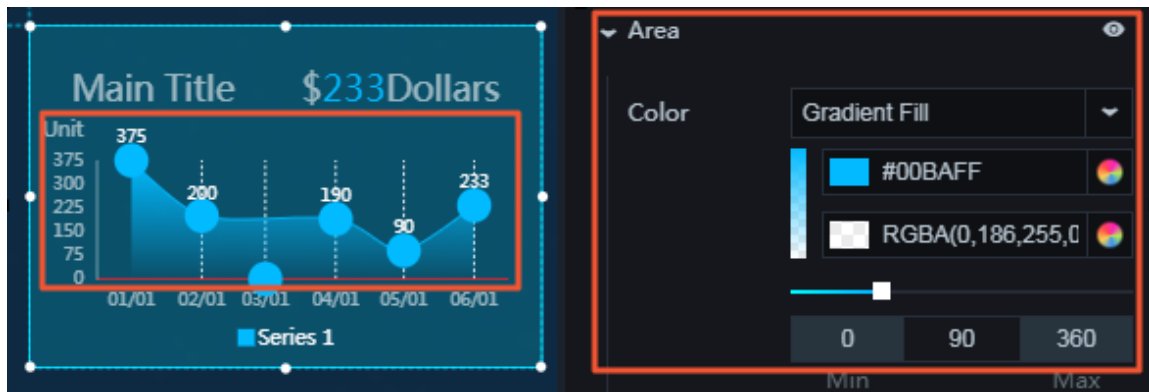 Main Title $233Dollars
Unit
375
300
225
150
75
0
375
200
190
90
233
01/01 02/01 03/01 04/01 05/01 06/01
Series 1
Area
Color Gradient Fill
#00BAFF
RGBA(0,186,255,0
0 90 360
Min Max